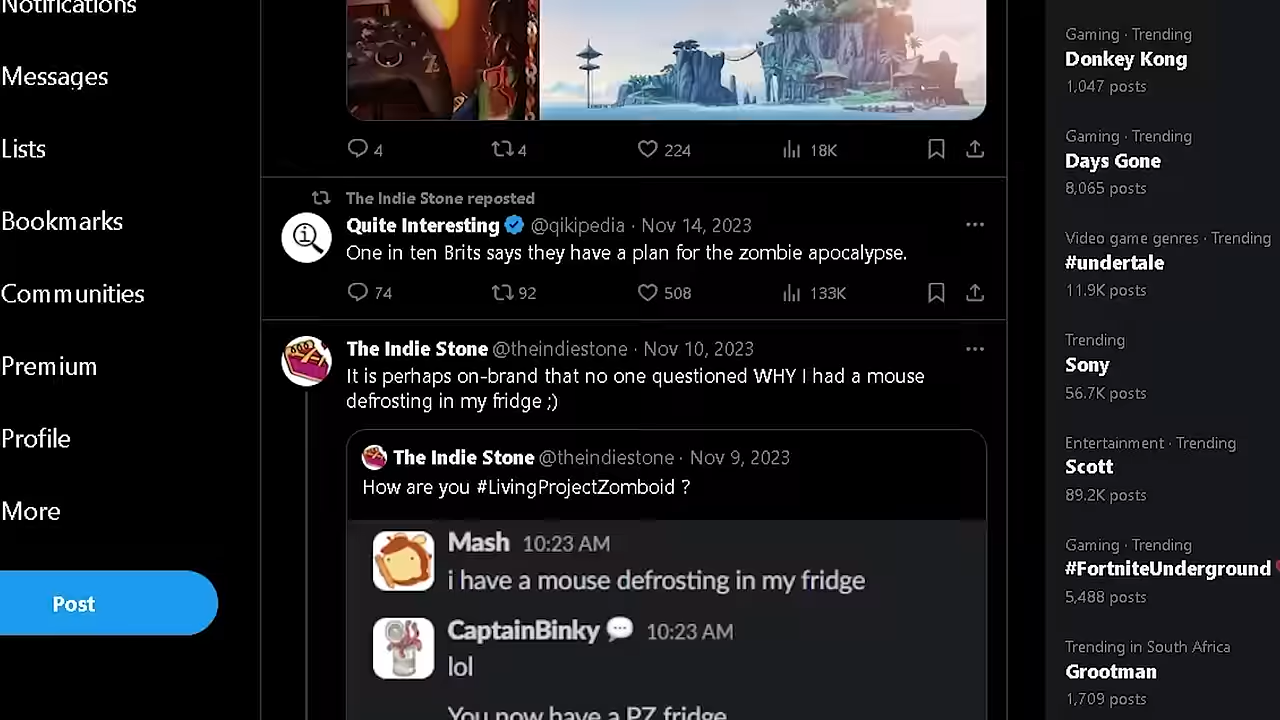 Notifications
Messages
Lists
Bookmarks
Communities
Premium
Profile
More
Post
4 4 224 18K
The Indie Stone reposted
Quite Interesting @qikipedia · Nov 14, 2023
One in ten Brits says they have a plan for the zombie apocalypse.
74 92 508 133K
The Indie Stone @theindiestone · Nov 10, 2023
It is perhaps on-brand that no one questioned WHY I had a mouse
defrosting in my fridge ;)
The Indie Stone @theindiestone · Nov 9, 2023
How are you #LivingProjectZomboid ?
Mash 10:23 AM
i have a mouse defrosting in my fridge
CaptainBinky 10:23 AM
lol
You now have a PZ fridge
Gaming · Trending
Donkey Kong
1,047 posts
Gaming · Trending
Days Gone
8,065 posts
Video game genres · Trending
#undertale
11.9K posts
Trending
Sony
56.7K posts
Entertainment · Trending
Scott
89.2K posts
Gaming · Trending
#FortniteUnderground
5,488 posts
Trending in South Africa
Grootman
1,709 posts